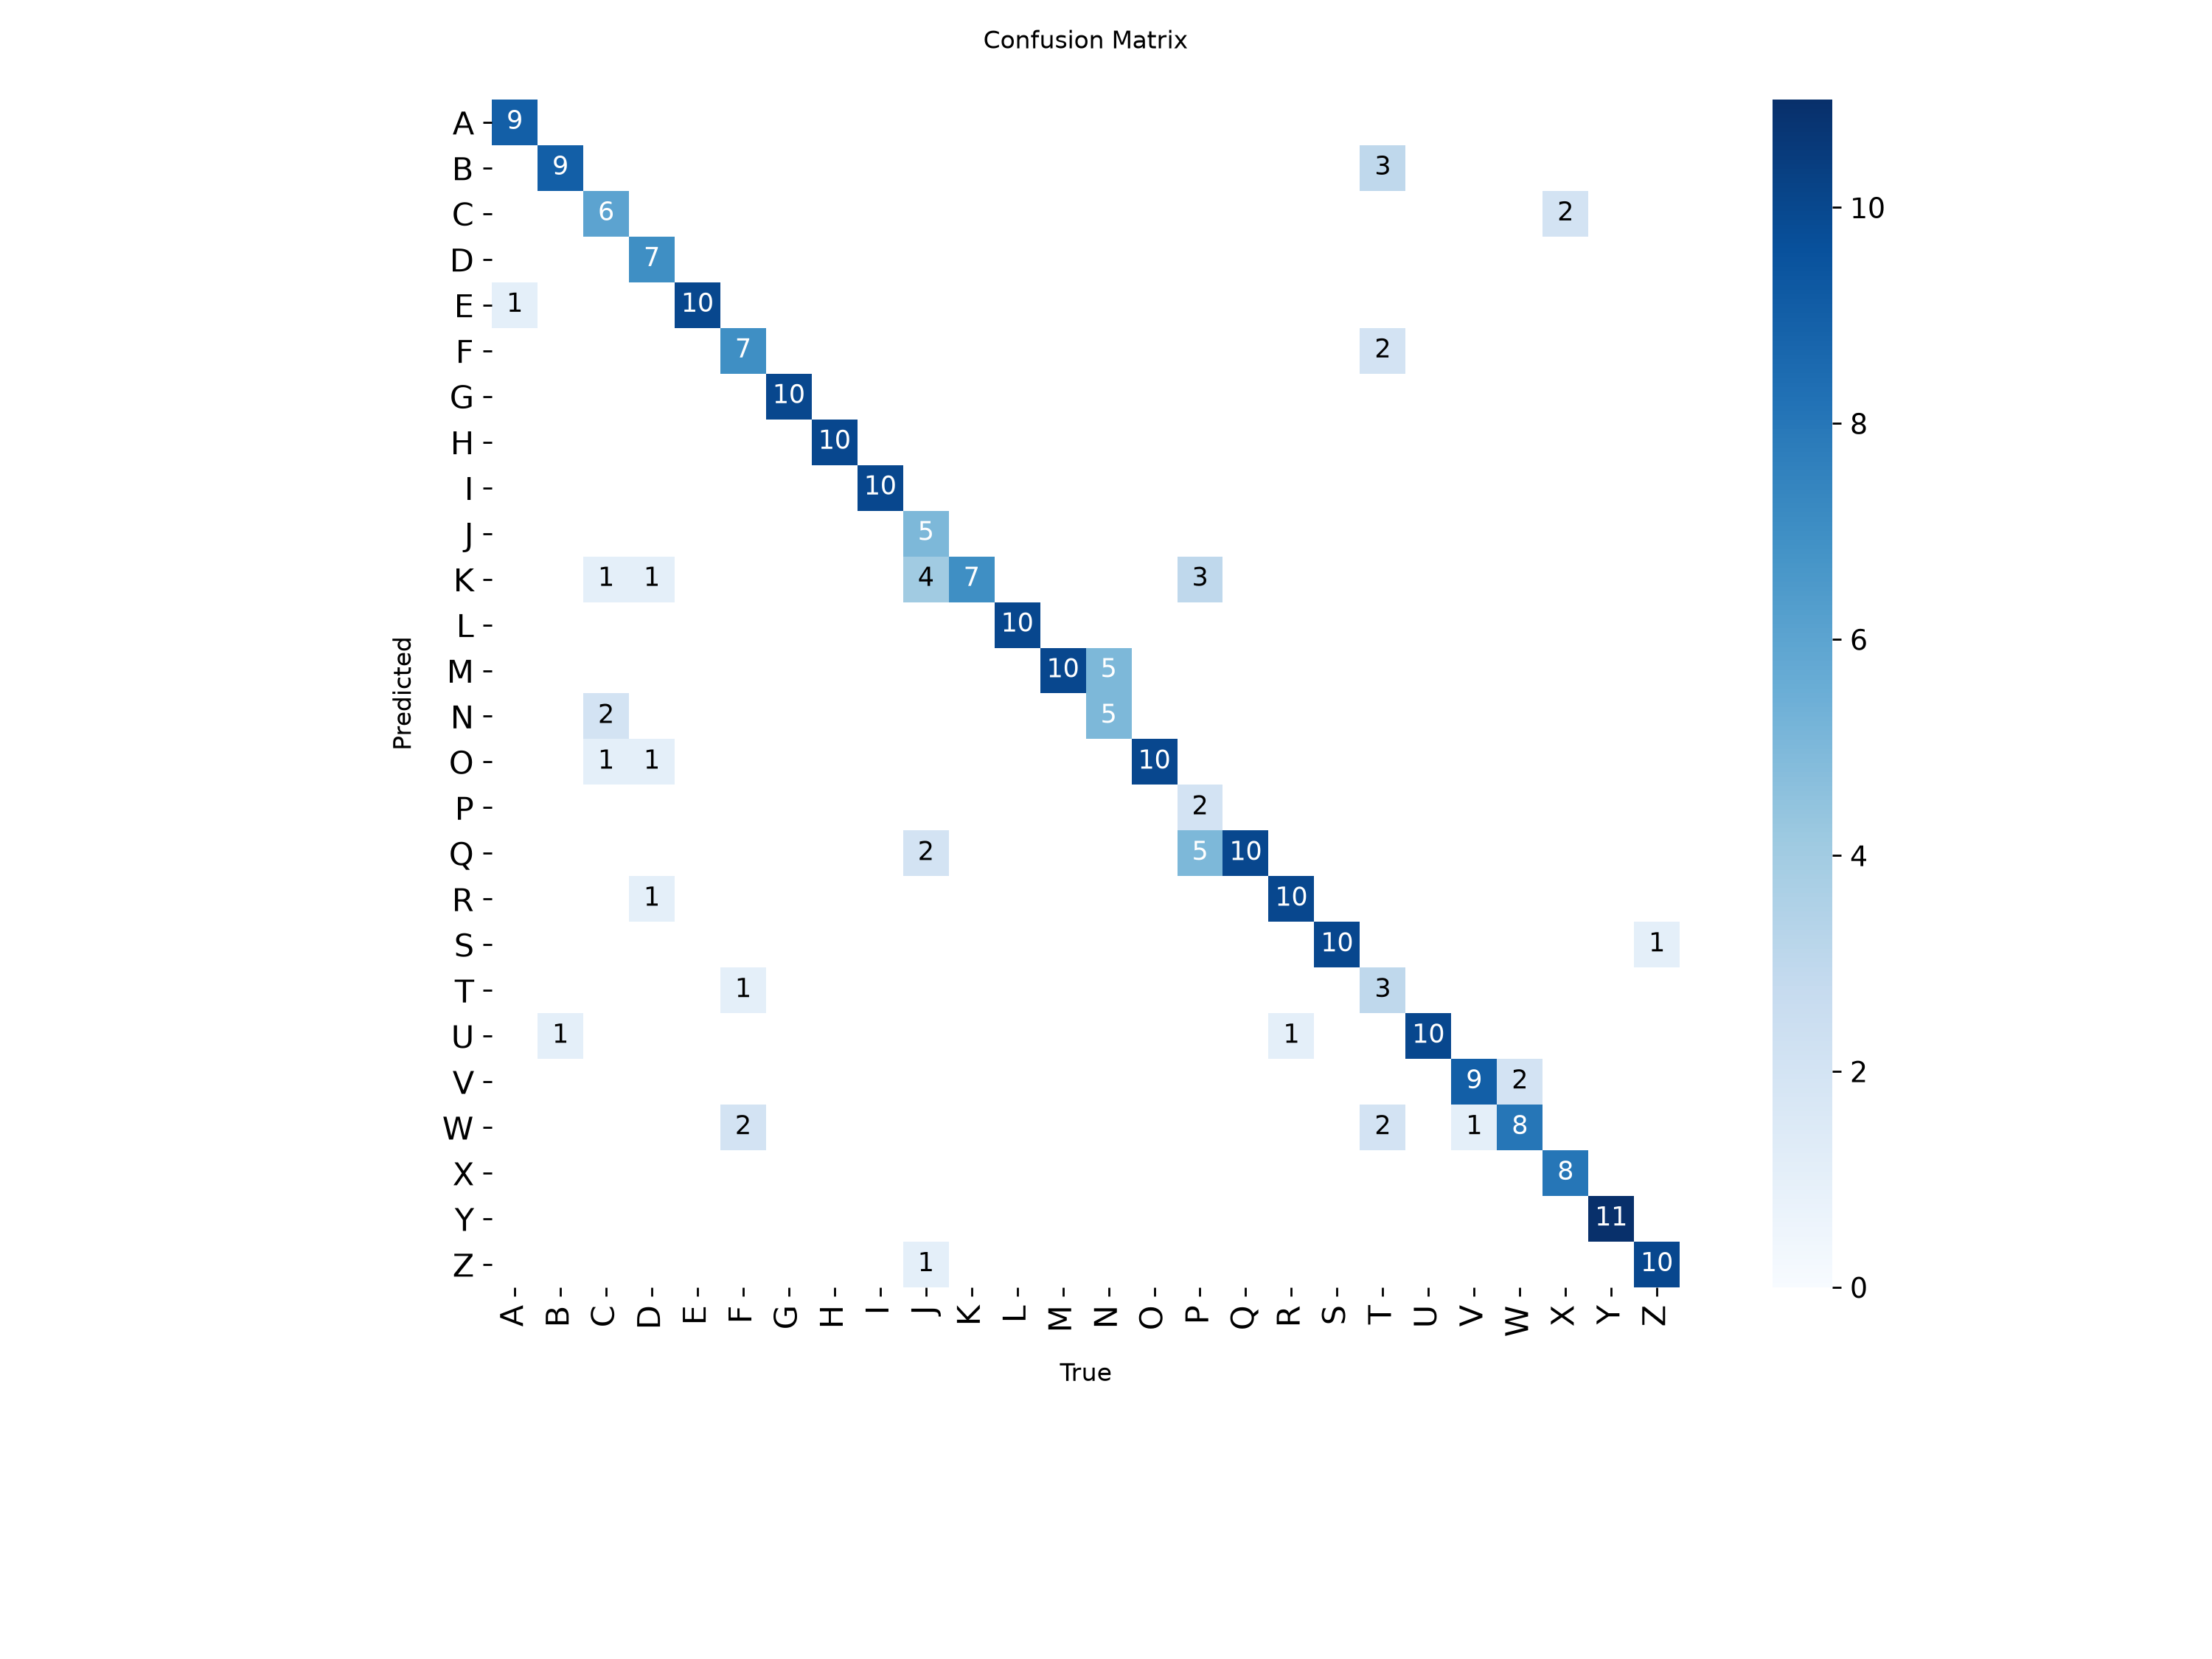 Confusion Matrix
A 9
B 9 3
C 6 2 10
D 7
E 1 10
F 7 2
G 10 8
H 10
I 10
J 5
K 1 1 4 7 3
L 10 6
M 10 5
N 2 5
O 1 1 10
P 2
Q 2 5 10 4
R 1 10
S 10 1
T 1 3
U 1 1 10
V 9 2 2
W 2 2 1 8
X 8
Y 11
Z 1 10 0
Predicted
A B C D E F G H I J K L M N O P Q R S T U V W X Y Z
True